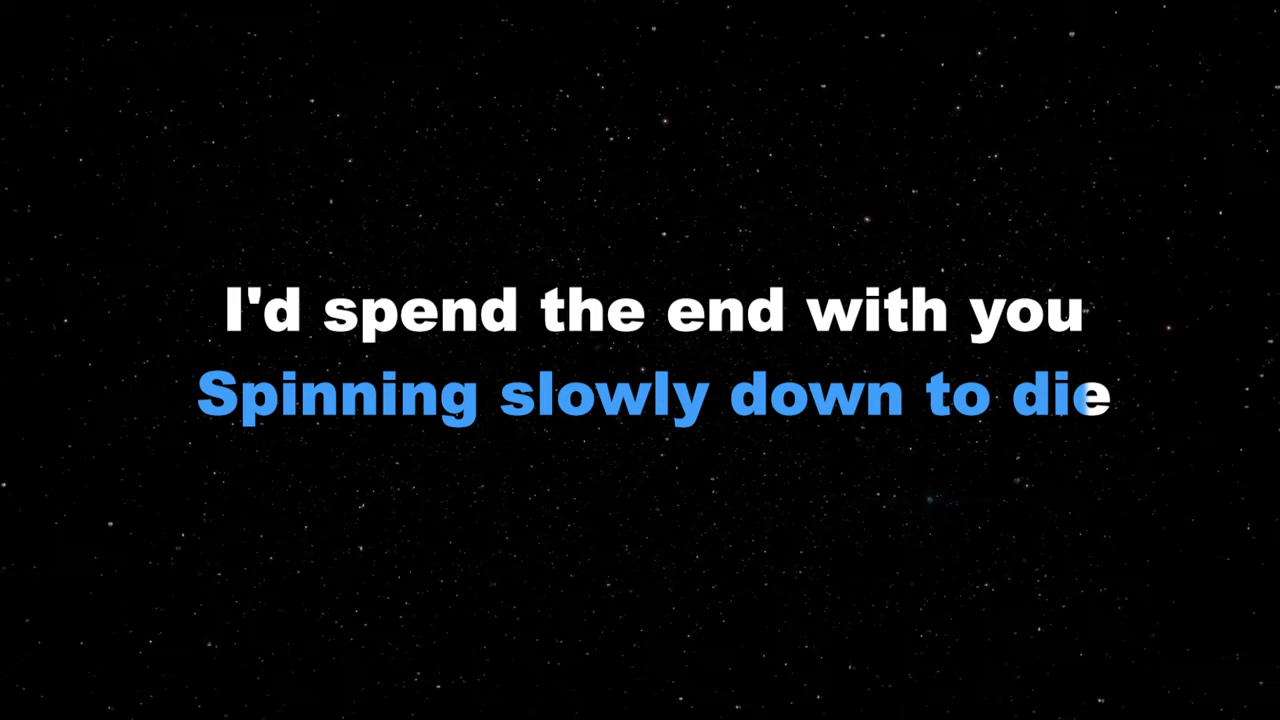 I'd spend the end with you
Spinning slowly down to die